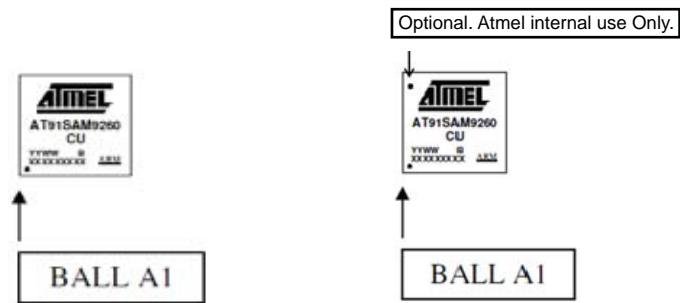 Optional. Atmel internal use Only.
ATMEL
AT91SAM9260
CU
YYWW
XXXXXXXXX ARM
BALL A1
ATMEL
AT91SAM9260
CU
YYWW
XXXXXXXXX ARM
BALL A1